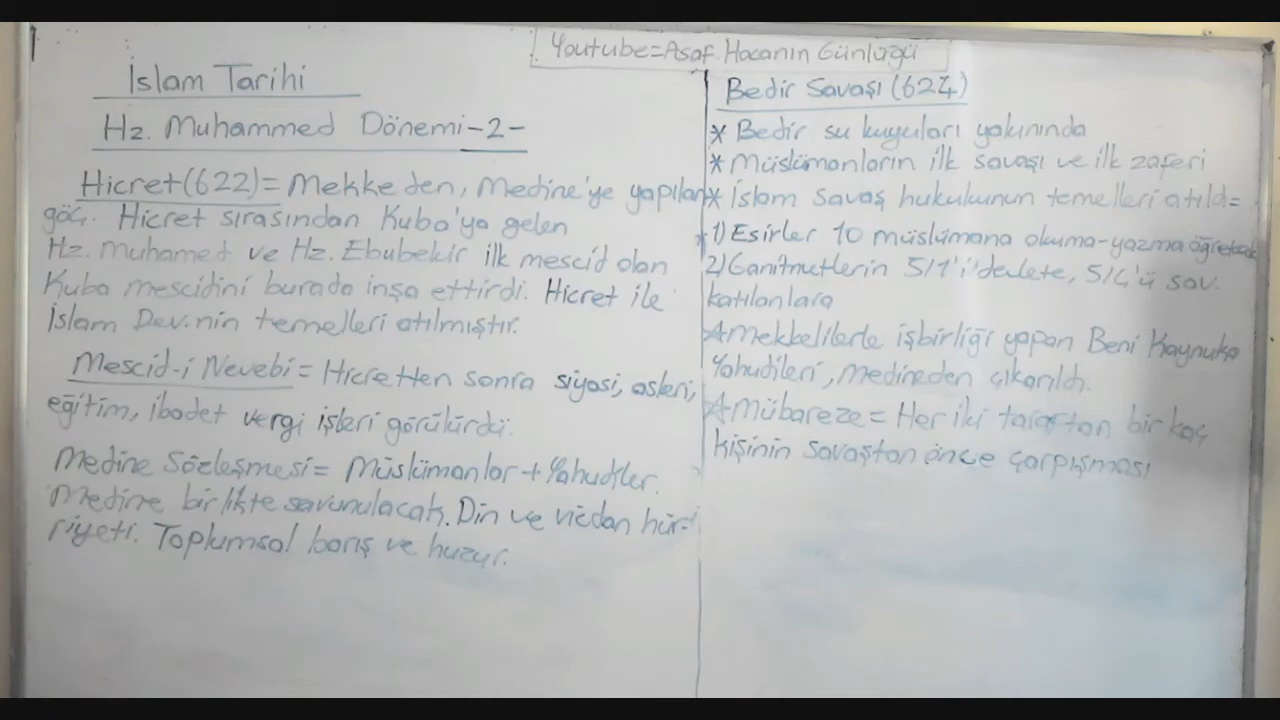 Youtube=Asaf Hocanın Günlüğü
İslam Tarihi
Hz. Muhammed Dönemi-2-
Hicret(622)= Mekkeden, Medine'ye yapılan
göç. Hicret sırasından Kuba'ya gelen
Hz. Muhamed ve Hz. Ebubekir ilk mescid olan
Kuba mescidini burada inşa ettirdi. Hicret ile
İslam Dev.nin temelleri atılmıştır.
Mescid-i Nevebi= Hicretten sonra siyasi, askeri,
eğitim, ibadet vergi işleri görülürdü.
Medine Sözleşmesi= Müslümanlar+Yahudiler.
Medine birlikte savunulacak. Din ve vicdan hür-
riyeti. Toplumsal barış ve huzur.
Bedir Savaşı (624)
* Bedir su kuyuları yakınında
* Müslümanların ilk savaşı ve ilk zaferi
* İslam savaş hukukunun temelleri atıldı=
* 1) Esirler 10 müslümana okuma-yazma öğretecek
2) Ganimetlerin 5/1'i devlete, 5/4'ü sav.
katılanlara
* Mekkelilerle işbirliği yapan Beni Kaynuka
Yahudileri, medineden çıkarıldı.
* Mübareze= Her iki taraftan bir kaç
kişinin savaştan önce çarpışması